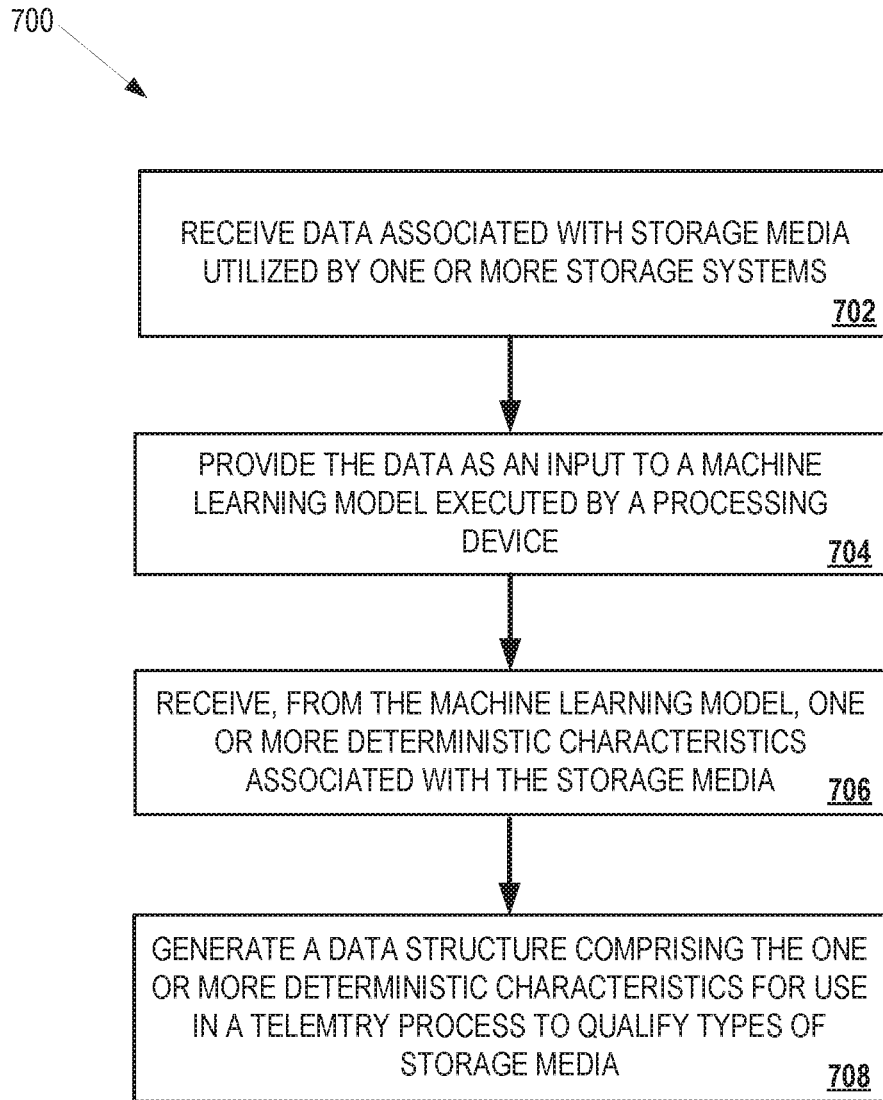 700
RECEIVE DATA ASSOCIATED WITH STORAGE MEDIA
UTILIZED BY ONE OR MORE STORAGE SYSTEMS
702
PROVIDE THE DATA AS AN INPUT TO A MACHINE
LEARNING MODEL EXECUTED BY A PROCESSING
DEVICE
704
RECEIVE, FROM THE MACHINE LEARNING MODEL, ONE
OR MORE DETERMINISTIC CHARACTERISTICS
ASSOCIATED WITH THE STORAGE MEDIA
706
GENERATE A DATA STRUCTURE COMPRISING THE ONE
OR MORE DETERMINISTIC CHARACTERISTICS FOR USE
IN A TELEMTRY PROCESS TO QUALIFY TYPES OF
STORAGE MEDIA
708